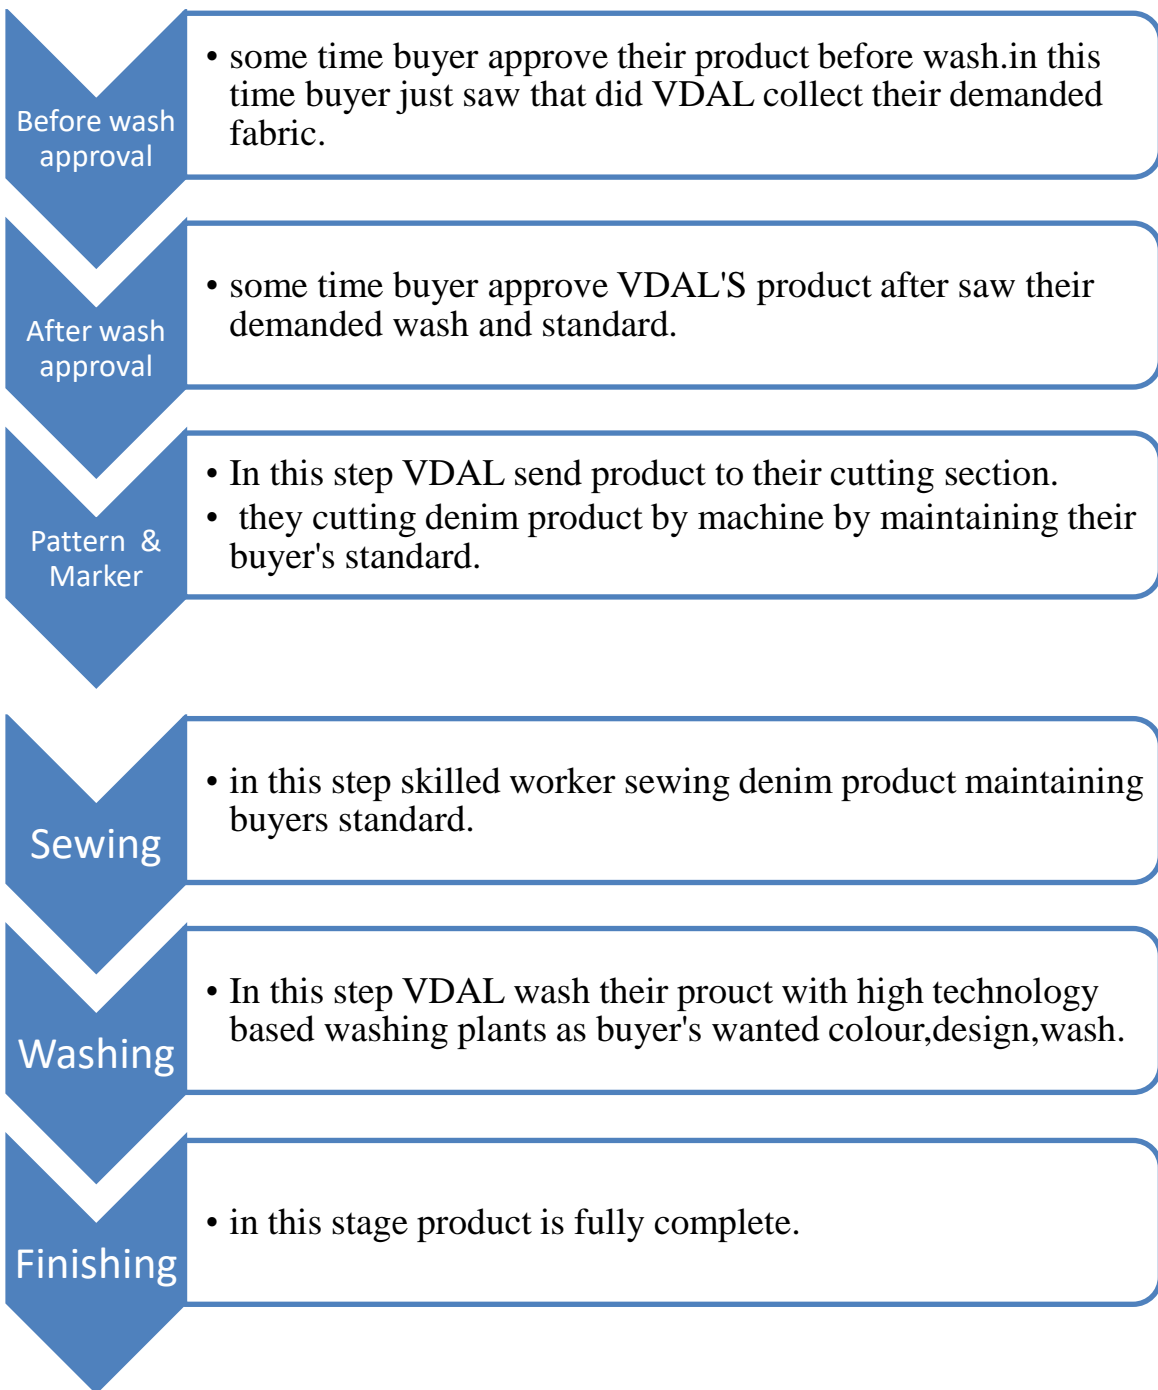 Before wash
approval
• some time buyer approve their product before wash.in this
time buyer just saw that did VDAL collect their demanded
fabric.
After wash
approval
• some time buyer approve VDAL'S product after saw their
demanded wash and standard.
Pattern &
Marker
• In this step VDAL send product to their cutting section.
• they cutting denim product by machine by maintaining their
buyer's standard.
Sewing
• in this step skilled worker sewing denim product maintaining
buyers standard.
Washing
• In this step VDAL wash their prouct with high technology
based washing plants as buyer's wanted colour,design,wash.
Finishing
• in this stage product is fully complete.